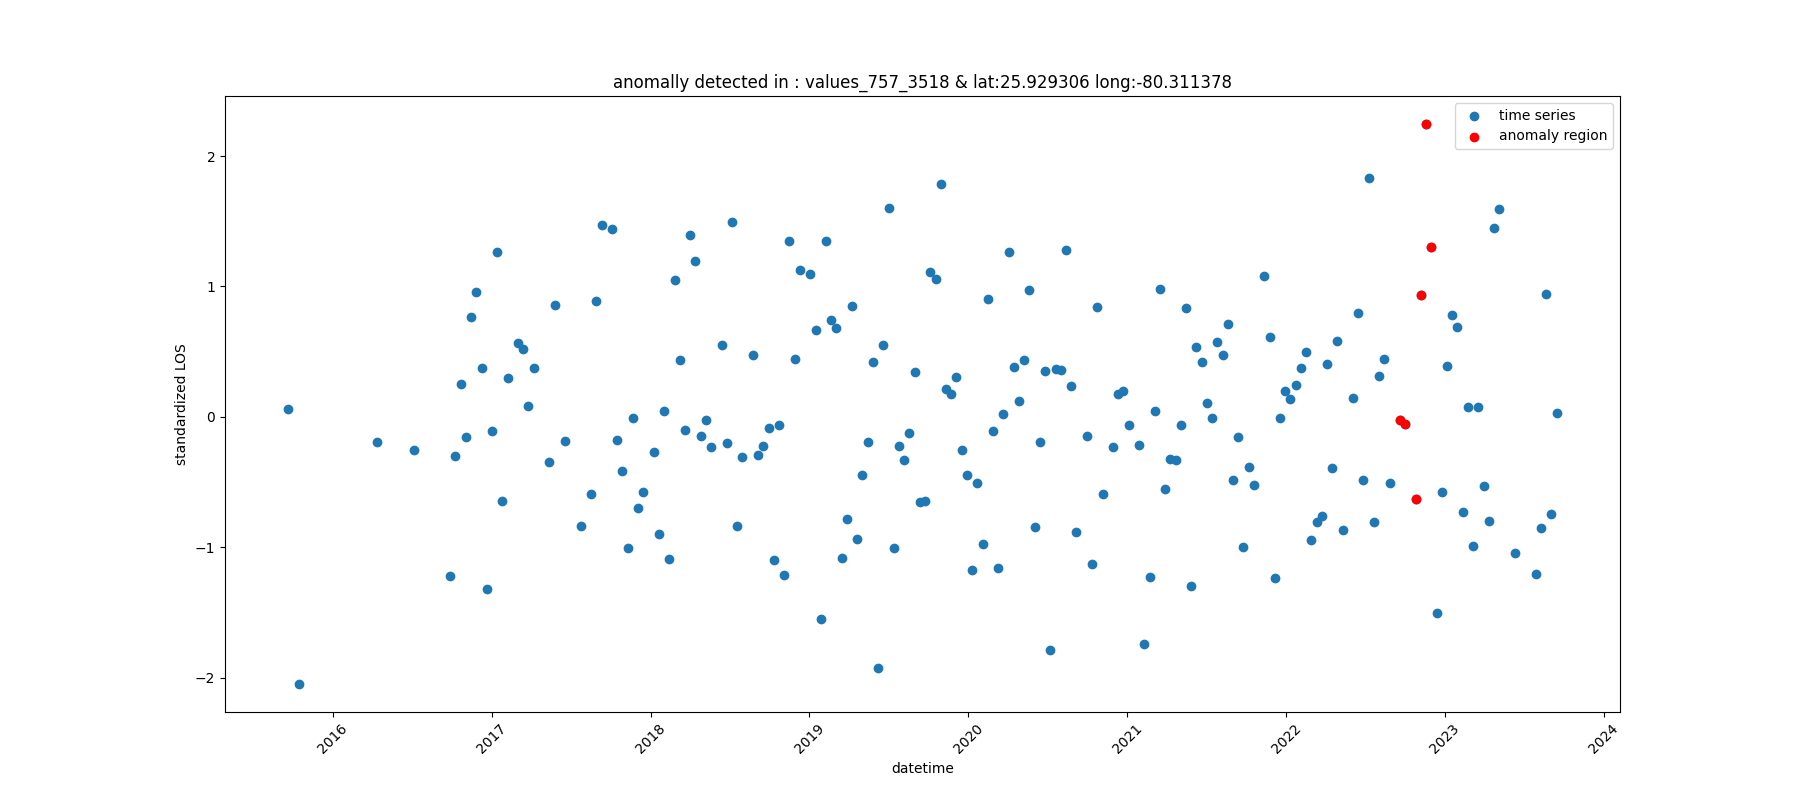 anomally detected in : values_757_3518 & lat:25.929306 long:-80.311378
time series
anomaly region
standardized LOS
2
1
0
−1
−2
2016
2017
2018
2019
2020
2021
2022
2023
2024
datetime